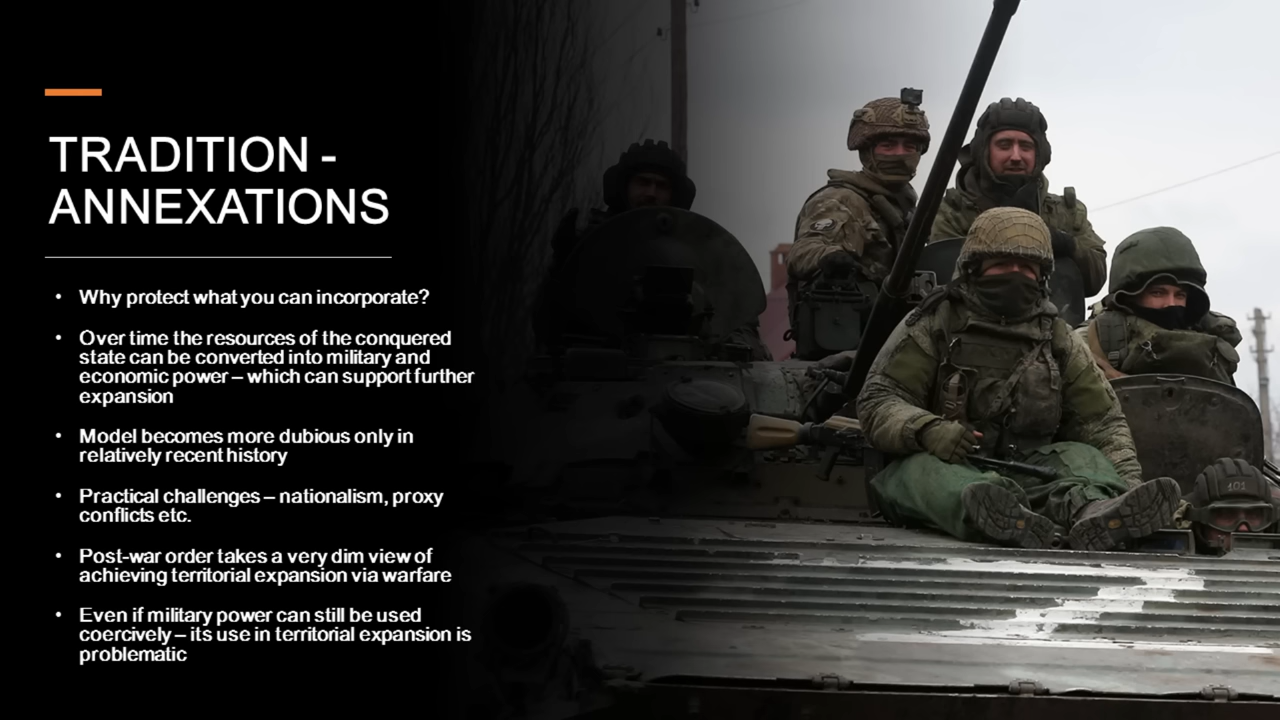 TRADITION -
ANNEXATIONS
• Why protect what you can incorporate?
• Over time the resources of the conquered
state can be converted into military and
economic power – which can support further
expansion
• Model becomes more dubious only in
relatively recent history
• Practical challenges – nationalism, proxy
conflicts etc.
• Post-war order takes a very dim view of
achieving territorial expansion via warfare
• Even if military power can still be used
coercively – its use in territorial expansion is
problematic
101
Z